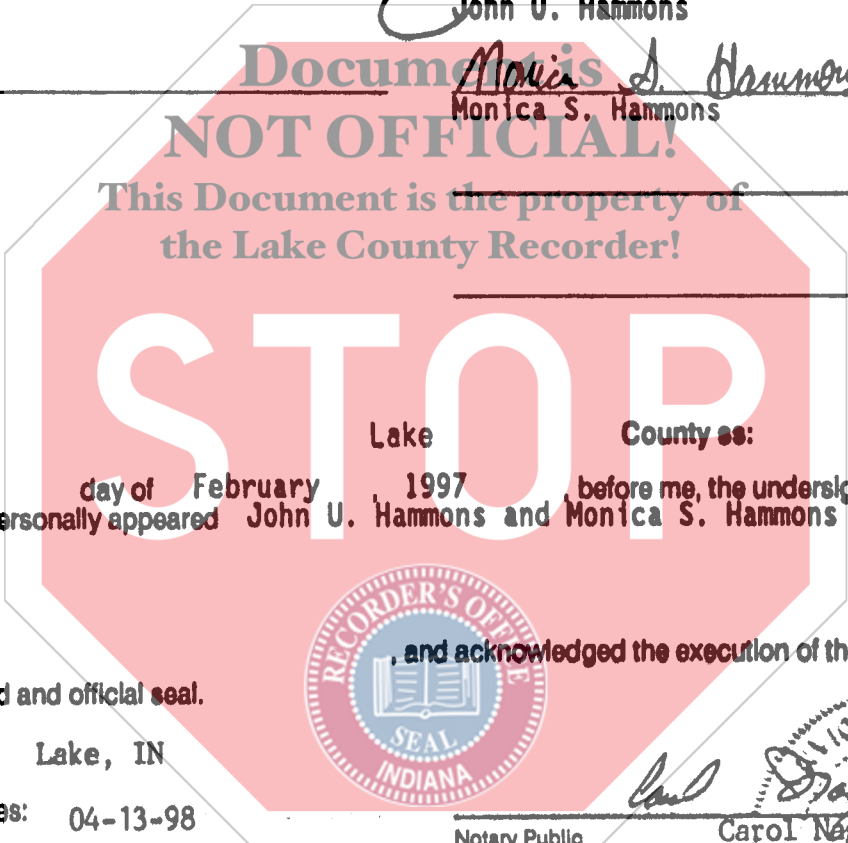 John U. Hammons
Document is
Monica S. Hammons
Monica S. Hammons
NOT OFFICIAL!
This Document is the property of
the Lake County Recorder!
STOP
Lake County ss:
day of February , 1997 , before me, the undersig
ersonally appeared John U. Hammons and Monica S. Hammons
RECORDER'S OFFICE
, and acknowledged the execution of th
d and official seal.
SEAL
INDIANA
Lake, IN
es: 04-13-98
Carol
Notary Public Carol